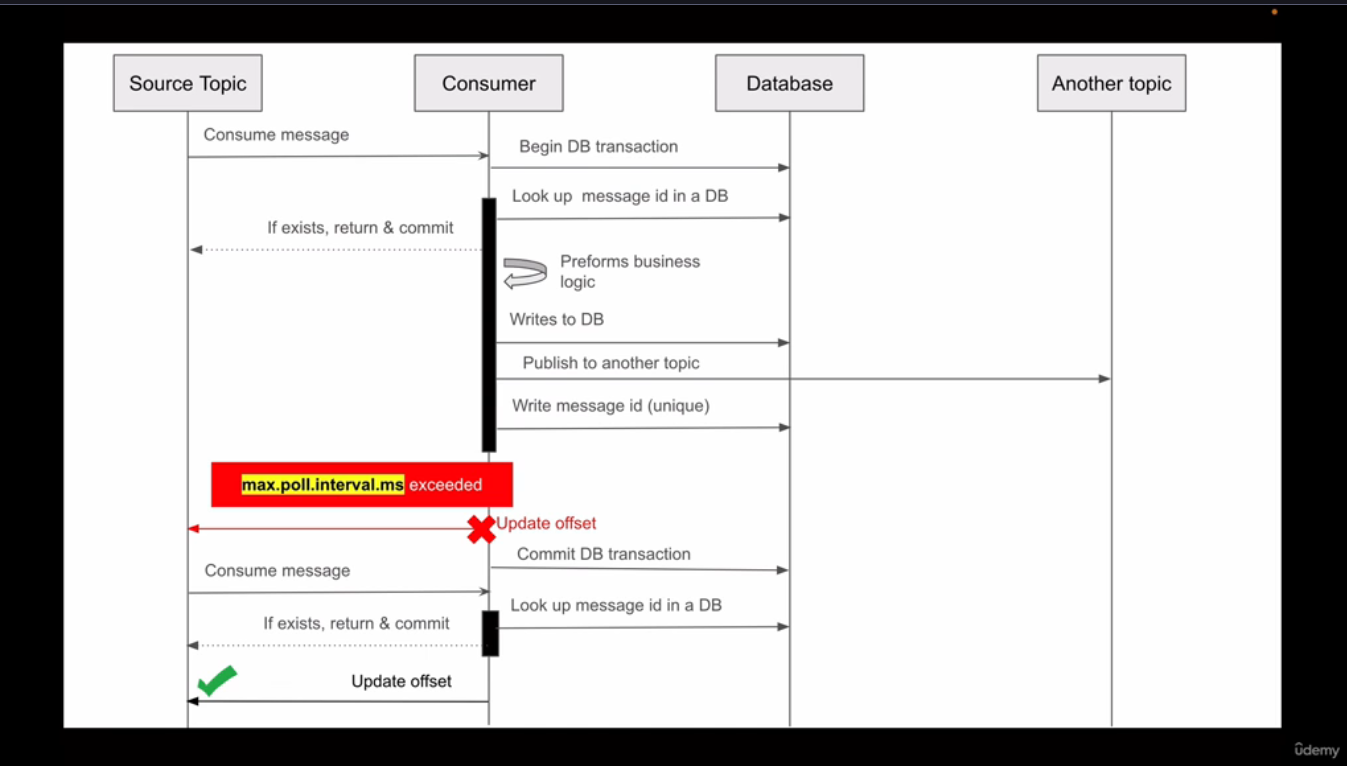 Source Topic
Consumer
Database
Another topic
Consume message
Begin DB transaction
Look up message id in a DB
If exists, return & commit
Preforms business
logic
Writes to DB
Publish to another topic
Write message id (unique)
max.poll.interval.ms exceeded
Update offset
Commit DB transaction
Consume message
Look up message id in a DB
If exists, return & commit
Update offset
ûdemy